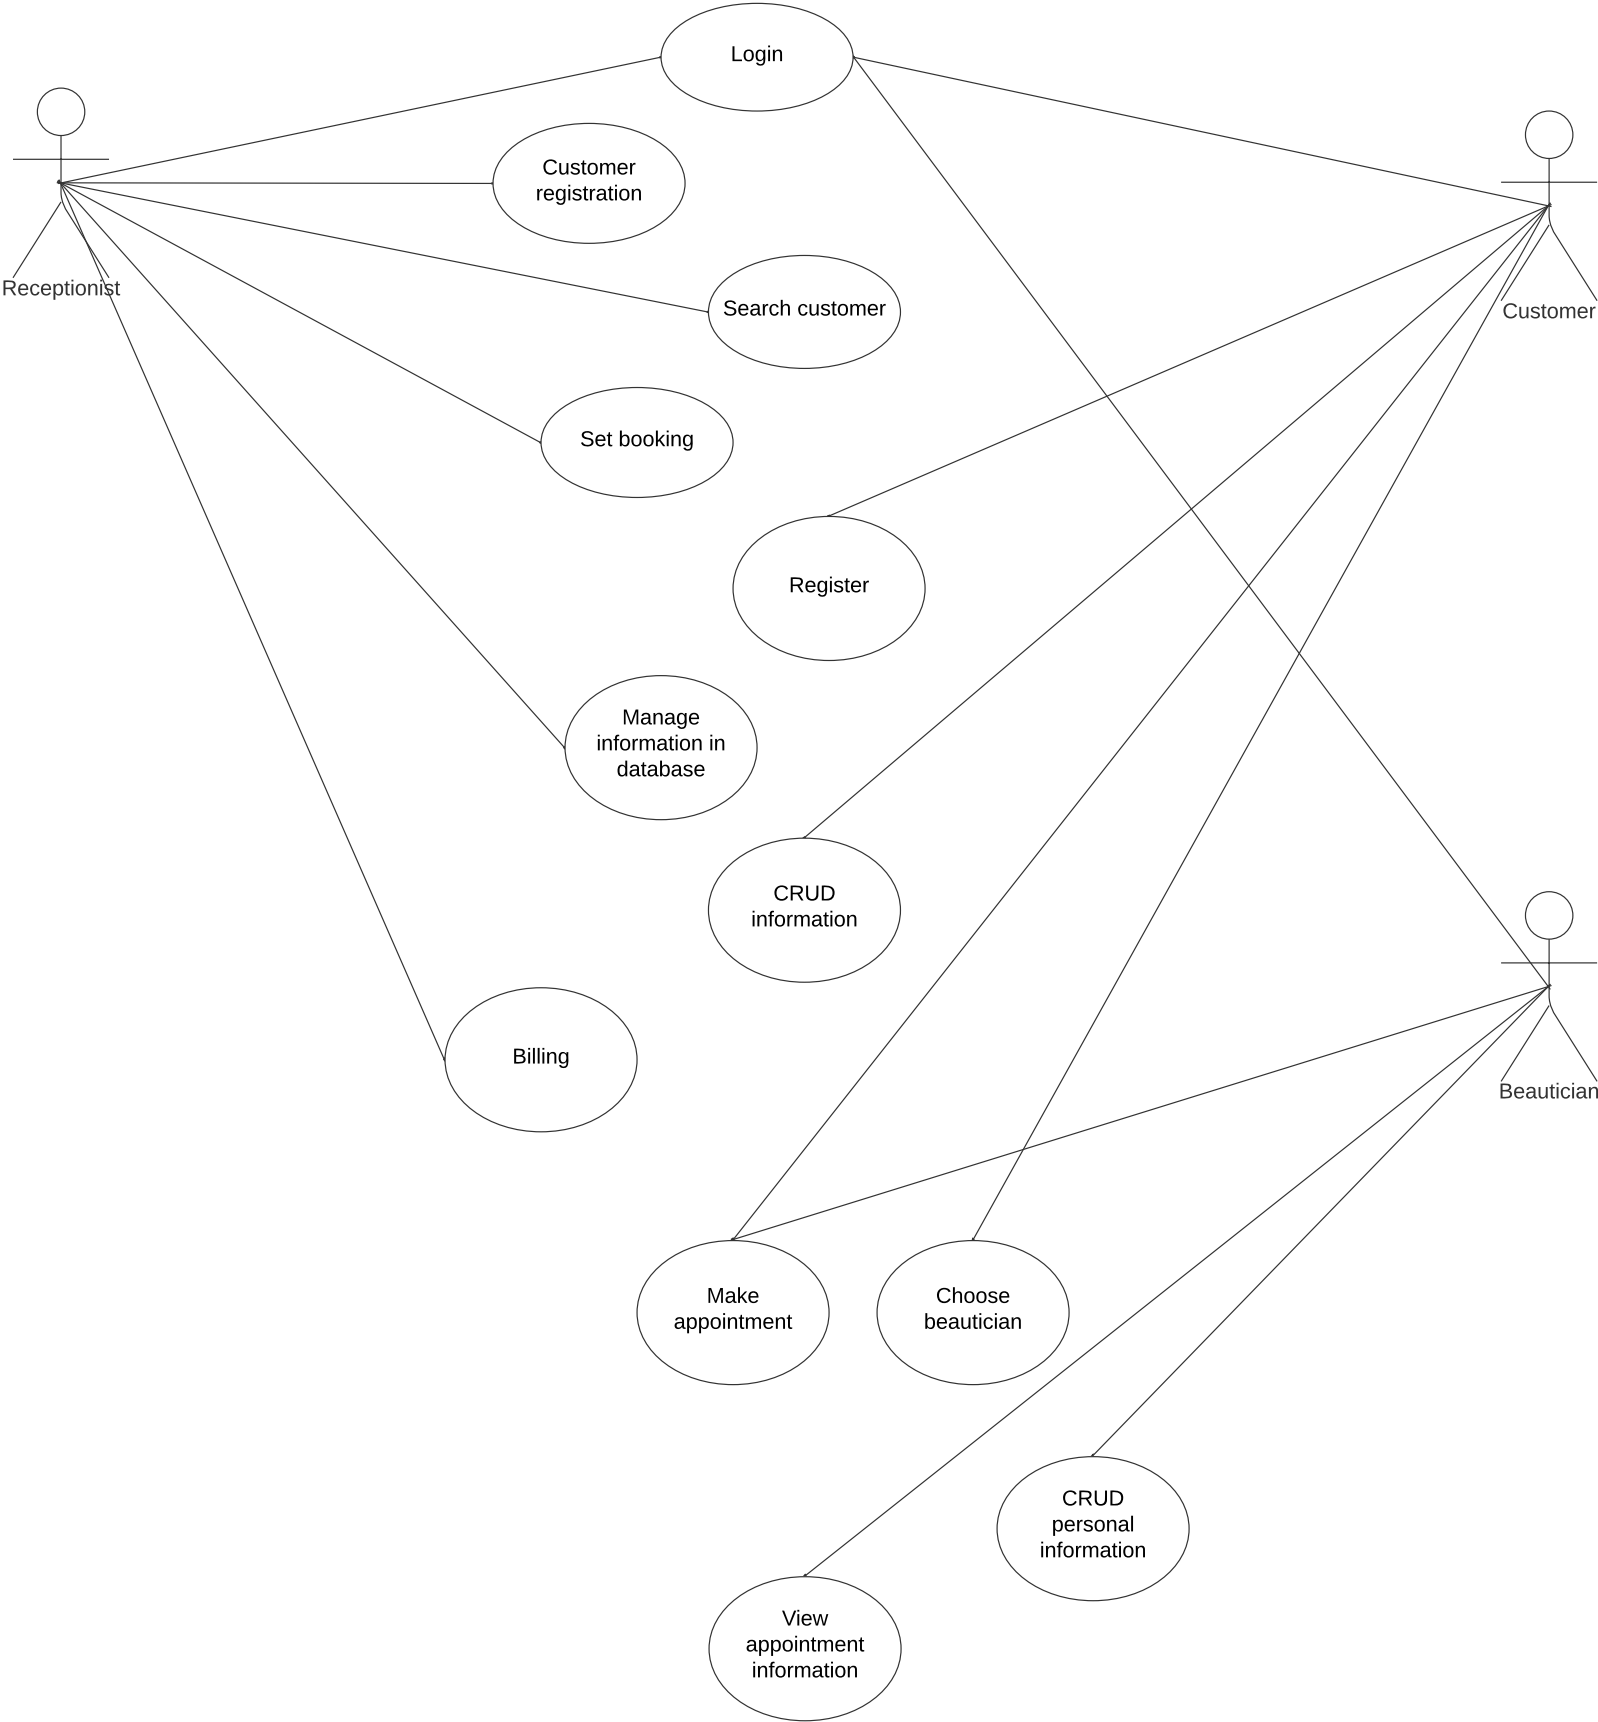 Login
Customer
registration
Receptionist
Search customer
Customer
Set booking
Register
Manage
information in
database
CRUD
information
Billing
Beautician
Make
appointment
Choose
beautician
CRUD
personal
information
View
appointment
information